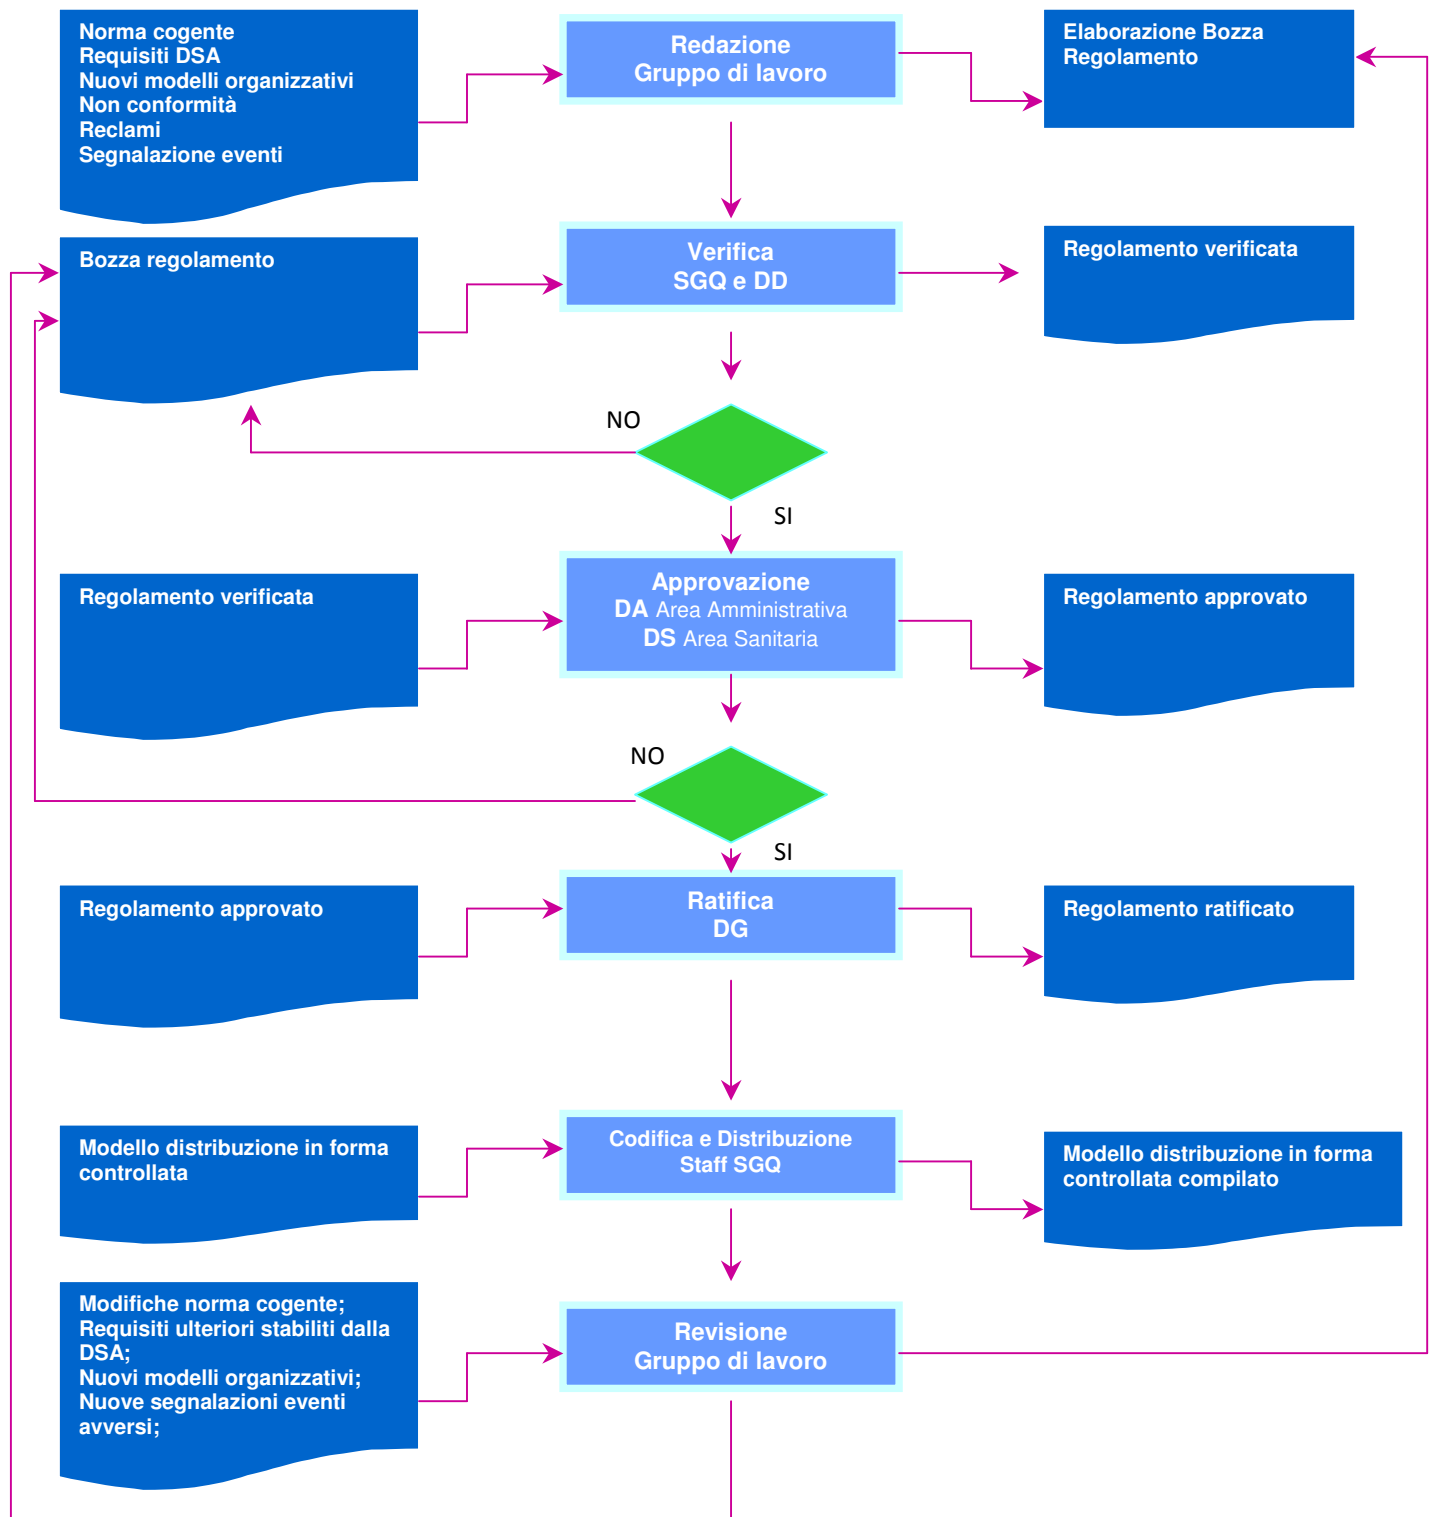 Norma cogente
Requisiti DSA
Nuovi modelli organizzativi
Non conformità
Reclami
Segnalazione eventi
Redazione
Gruppo di lavoro
Elaborazione Bozza
Regolamento
Bozza regolamento
Verifica
SGQ e DD
Regolamento verificata
NO
SI
Regolamento verificata
Approvazione
DA Area Amministrativa
DS Area Sanitaria
Regolamento approvato
NO
SI
Regolamento approvato
Ratifica
DG
Regolamento ratificato
Modello distribuzione in forma
controllata
Codifica e Distribuzione
Staff SGQ
Modello distribuzione in forma
controllata compilato
Modifiche norma cogente;
Requisiti ulteriori stabiliti dalla
DSA;
Nuovi modelli organizzativi;
Nuove segnalazioni eventi
avversi;
Revisione
Gruppo di lavoro